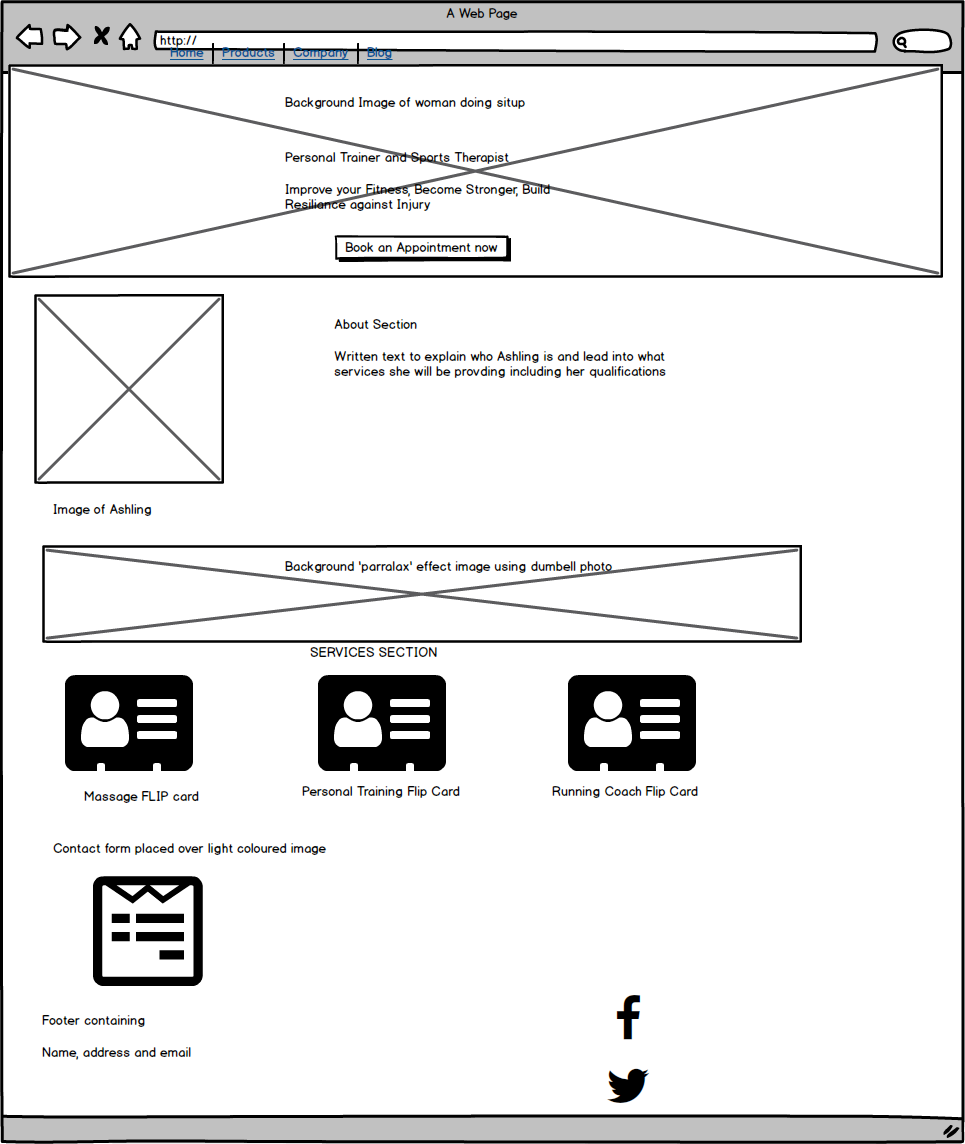 A Web Page
http://
Home Products Company Blog
Background Image of woman doing situp
Personal Trainer and Sports Therapist
Improve your Fitness, Become Stronger, Build
Resiliance against Injury
Book an Appointment now
About Section
Written text to explain who Ashling is and lead into what
services she will be provding including her qualifications
Image of Ashling
Background 'parralax' effect image using dumbell photo
SERVICES SECTION
Massage FLIP card
Personal Training Flip Card
Running Coach Flip Card
Contact form placed over light coloured image
Footer containing
Name, address and email